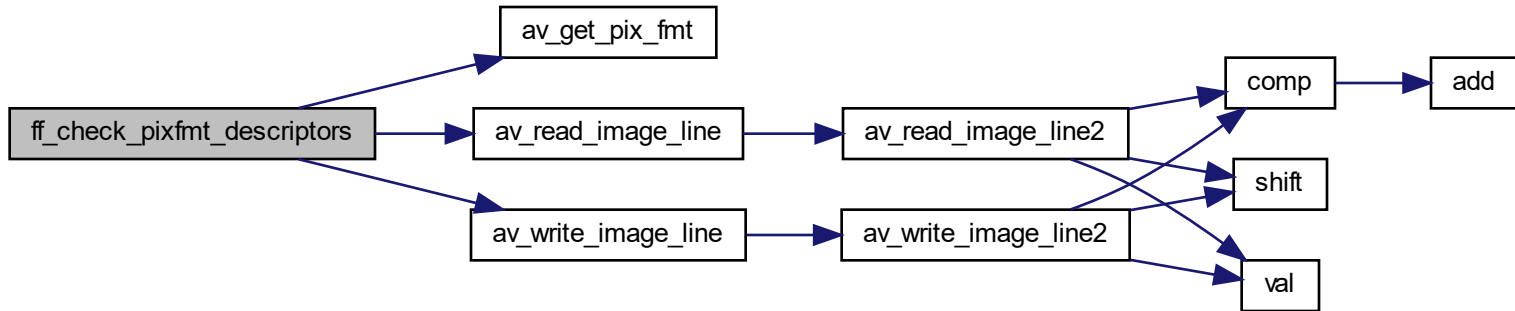 av_get_pix_fmt
ff_check_pixfmt_descriptors
av_read_image_line
av_read_image_line2
comp
add
shift
av_write_image_line
av_write_image_line2
val